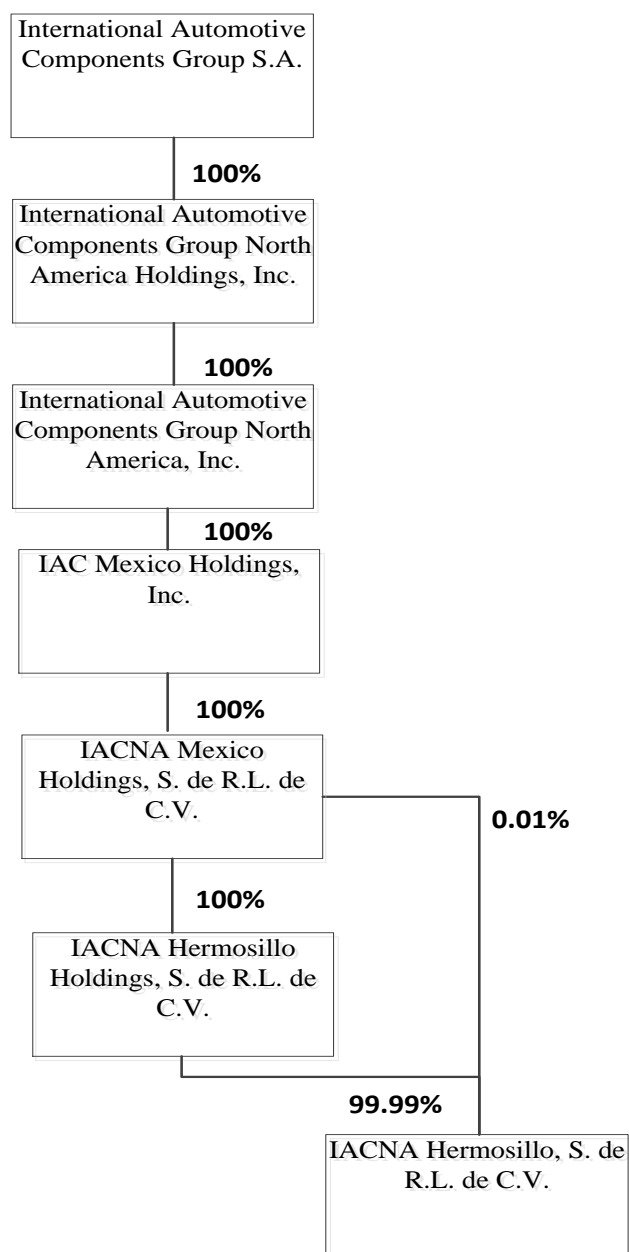 International Automotive
Components Group S.A.
100%
International Automotive
Components Group North
America Holdings, Inc.
100%
International Automotive
Components Group North
America, Inc.
100%
IAC Mexico Holdings,
Inc.
100%
IACNA Mexico
Holdings, S. de R.L. de
C.V.
0.01%
100%
IACNA Hermosillo
Holdings, S. de R.L. de
C.V.
99.99%
IACNA Hermosillo, S. de
R.L. de C.V.